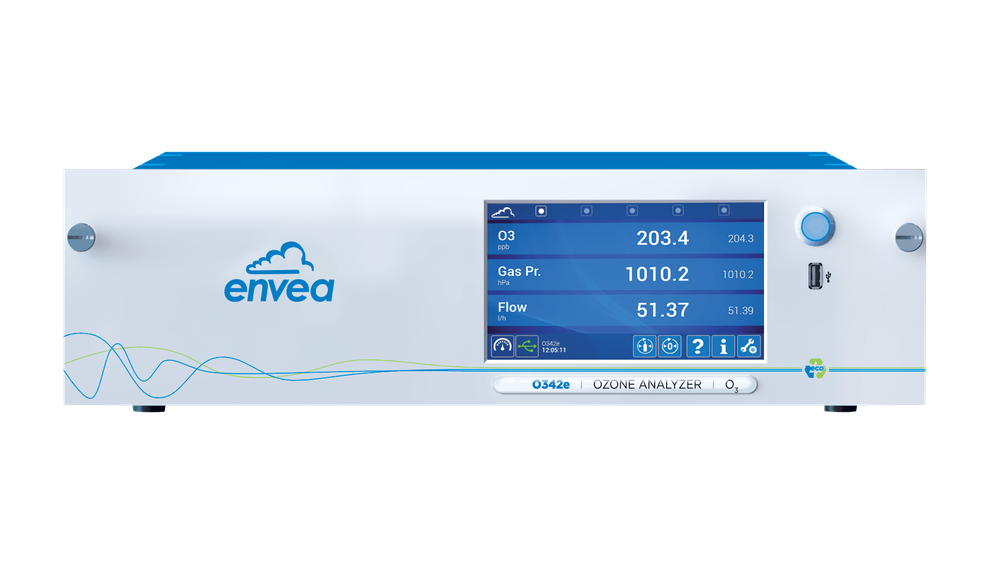 envea
O3 203.4 204.3
ppb
Gas Pr. 1010.2 1010.2
hPa
Flow 51.37 51.39
l/h
O342e
12:05:11
? i
eco
O342e | OZONE ANALYZER | O3